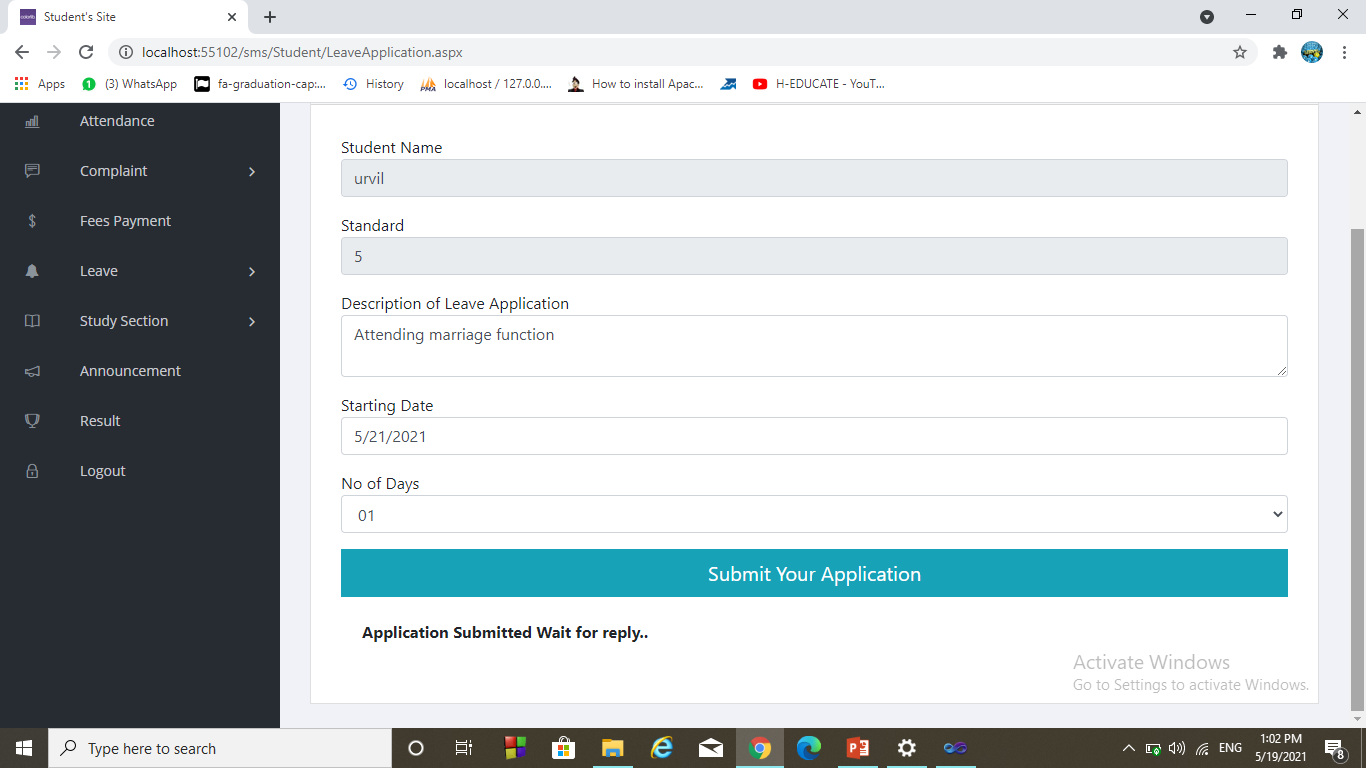 Student's Site
localhost:55102/sms/Student/LeaveApplication.aspx
Apps
(3) WhatsApp
fa-graduation-cap:...
History
localhost / 127.0.0....
How to install Apac...
H-EDUCATE - YouT...
Attendance
Complaint
Fees Payment
Leave
Study Section
Announcement
Result
Logout
Student Name
urvil
Standard
5
Description of Leave Application
Attending marriage function
Starting Date
5/21/2021
No of Days
01
Submit Your Application
Application Submitted Wait for reply..
Activate Windows
Go to Settings to activate Windows.
Type here to search
ENG
1:02 PM
5/19/2021
8